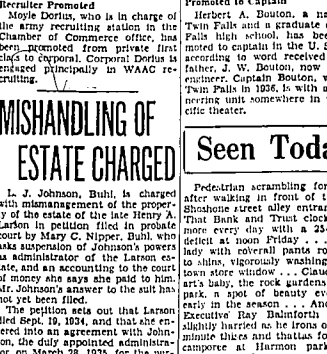 Recruiter Promoted
Moyle Dorius, who is in charge of
the army recruiting station in the
Chamber of Commerce office, has
been promoted from private first
class to corporal. Corporal Dorius is
engaged principally in WAAC re-
cruiting.
MISHANDLING OF
ESTATE CHARGED
L. J. Johnson, Buhl, is charged
with mismanagement of the proper-
ty of the estate of the late Henry A.
Larson in petition filed in probate
court by Mary C. Nipper, Buhl, who
asks suspension of Johnson's powers
as administrator of the Larson es-
tate, and an accounting to the court
of money she says she paid to him.
Mr. Johnson's answer to the suit has
not yet been filed.
The petition sets out that Larson
died Sept. 19, 1934, and that she en-
tered into an agreement with John-
son, the duly appointed administra-
tor, on March 28, 1935, for the
Promoted to Captain
Herbert A. Bouton, a na
Twin Falls and a graduate
Falls high school, has bee
moted to captain in the U. S
according to word received
father, J. W. Bouton, now
engineer. Captain Bouton, w
Twin Falls in 1936, is with
neering unit somewhere in
cific theater.
Seen Toda
Pedestrian scrambling for
after walking in front of
Shoshone street alley entran
That Bank and Trust clock
more every day with a 25-
deficit at noon Friday . . .
lady with coverall pants ro
to shins, vigorously washing
town store window . . . Claud
art's baby, the rock gardens
park, a spot of beauty ev
early in the season . . . And
Executive Ray Balmforth
slightly harried as he irons o
minute things and thattas f
camporee at Harmon park